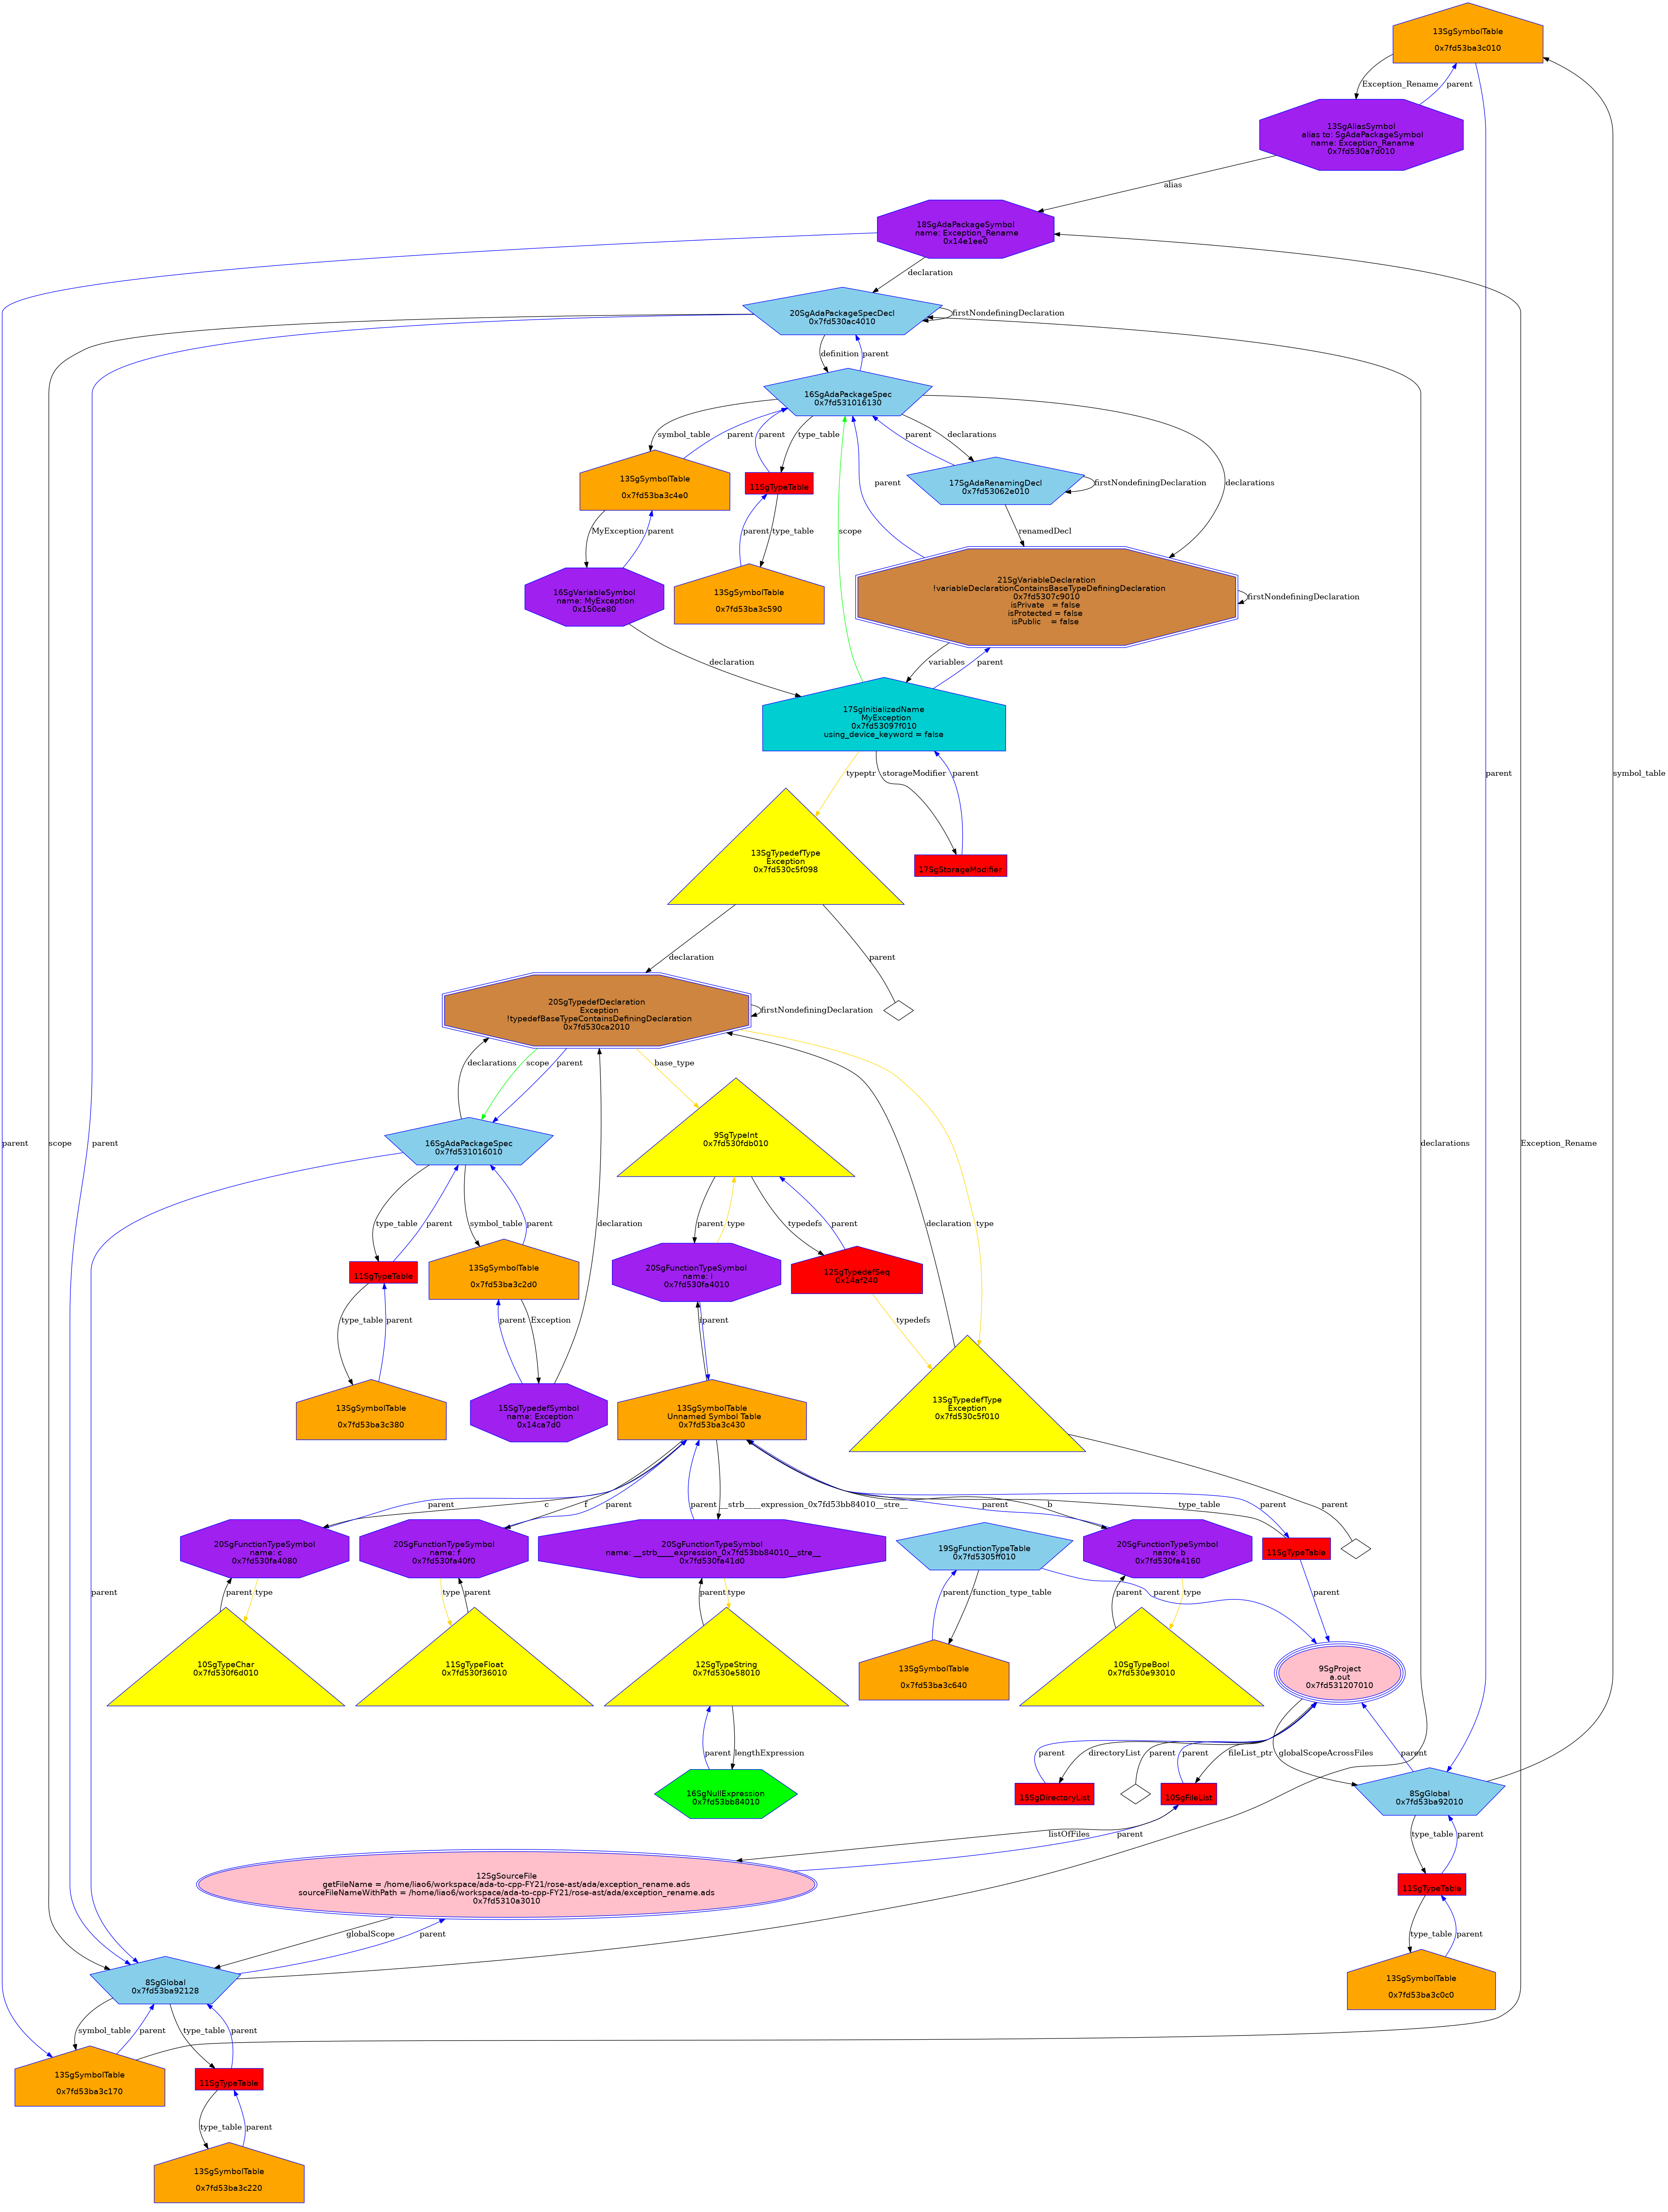 13SgSymbolTable
0x7fd53ba3c010
Exception_Rename
parent
13SgAliasSymbol
alias to: SgAdaPackageSymbol
name: Exception_Rename
0x7fd530a7d010
alias
18SgAdaPackageSymbol
name: Exception_Rename
0x14e1ee0
declaration
20SgAdaPackageSpecDecl
0x7fd530ac4010
firstNondefiningDeclaration
definition
parent
16SgAdaPackageSpec
0x7fd531016130
symbol_table
parent
parent
type_table
parent
declarations
13SgSymbolTable
0x7fd53ba3c4e0
11SgTypeTable
17SgAdaRenamingDecl
0x7fd53062e010
firstNondefiningDeclaration
parent
declarations
MyException
parent
parent
type_table
scope
renamedDecl
16SgVariableSymbol
name: MyException
0x150ce80
13SgSymbolTable
0x7fd53ba3c590
21SgVariableDeclaration
!variableDeclarationContainsBaseTypeDefiningDeclaration
0x7fd5307c9010
isPrivate   = false
isProtected = false
isPublic    = false
firstNondefiningDeclaration
declaration
variables
parent
17SgInitializedName
MyException
0x7fd53097f010
using_device_keyword = false
typeptr
storageModifier
parent
parent
symbol_table
13SgTypedefType
Exception
0x7fd530c5f098
17SgStorageModifier
declaration
parent
20SgTypedefDeclaration
Exception
!typedefBaseTypeContainsDefiningDeclaration
0x7fd530ca2010
firstNondefiningDeclaration
declarations
scope
parent
base_type
parent
scope
parent
declarations
Exception_Rename
16SgAdaPackageSpec
0x7fd531016010
9SgTypeInt
0x7fd530fdb010
type_table
parent
symbol_table
parent
declaration
parent
type
typedefs
parent
declaration
type
11SgTypeTable
13SgSymbolTable
0x7fd53ba3c2d0
20SgFunctionTypeSymbol
name: i
0x7fd530fa4010
12SgTypedefSeq
0x14af240
type_table
parent
parent
Exception
i
parent
typedefs
13SgSymbolTable
0x7fd53ba3c380
15SgTypedefSymbol
name: Exception
0x14ca7d0
13SgSymbolTable
Unnamed Symbol Table
0x7fd53ba3c430
13SgTypedefType
Exception
0x7fd530c5f010
parent
c
f
parent
parent
__strb____expression_0x7fd53bb84010__stre__
parent
b
type_table
parent
parent
20SgFunctionTypeSymbol
name: c
0x7fd530fa4080
20SgFunctionTypeSymbol
name: f
0x7fd530fa40f0
20SgFunctionTypeSymbol
name: __strb____expression_0x7fd53bb84010__stre__
0x7fd530fa41d0
19SgFunctionTypeTable
0x7fd5305ff010
20SgFunctionTypeSymbol
name: b
0x7fd530fa4160
11SgTypeTable
parent
parent
type
type
parent
parent
type
parent
function_type_table
parent
parent
type
parent
10SgTypeChar
0x7fd530f6d010
11SgTypeFloat
0x7fd530f36010
12SgTypeString
0x7fd530e58010
13SgSymbolTable
0x7fd53ba3c640
10SgTypeBool
0x7fd530e93010
9SgProject
a.out
0x7fd531207010
parent
lengthExpression
parent
directoryList
parent
parent
fileList_ptr
globalScopeAcrossFiles
parent
16SgNullExpression
0x7fd53bb84010
15SgDirectoryList
10SgFileList
8SgGlobal
0x7fd53ba92010
listOfFiles
parent
type_table
parent
12SgSourceFile
getFileName = /home/liao6/workspace/ada-to-cpp-FY21/rose-ast/ada/exception_rename.ads
sourceFileNameWithPath = /home/liao6/workspace/ada-to-cpp-FY21/rose-ast/ada/exception_rename.ads
0x7fd5310a3010
11SgTypeTable
globalScope
parent
type_table
parent
8SgGlobal
0x7fd53ba92128
13SgSymbolTable
0x7fd53ba3c0c0
symbol_table
parent
type_table
parent
13SgSymbolTable
0x7fd53ba3c170
11SgTypeTable
type_table
parent
13SgSymbolTable
0x7fd53ba3c220